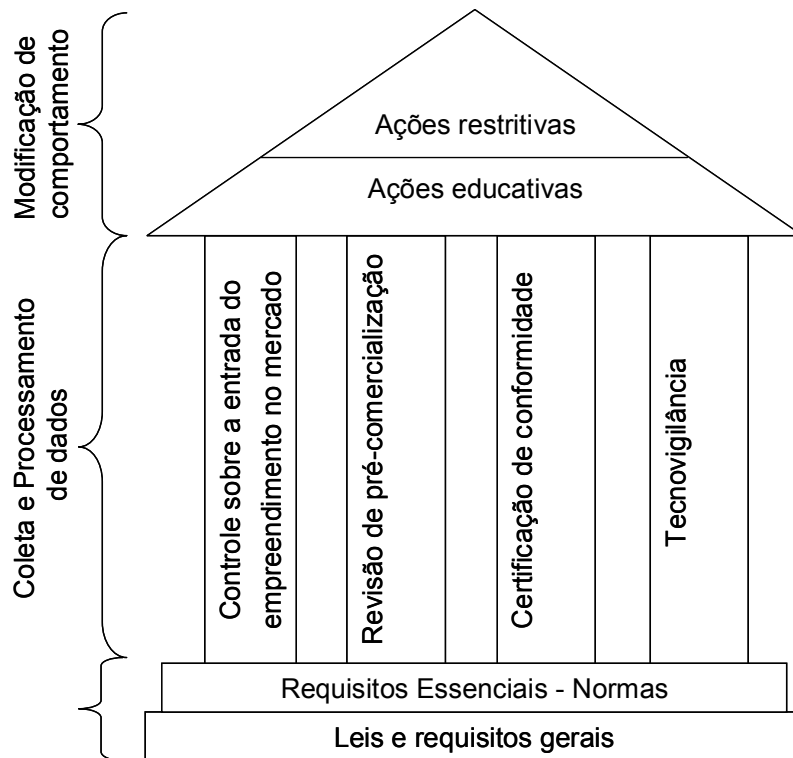 Modificação de
comportamento
Ações restritivas
Ações educativas
Coleta e Processamento
de dados
Controle sobre a entrada do
empreendimento no mercado
Revisão de pré-comercialização
Certificação de conformidade
Tecnovigilância
Requisitos Essenciais - Normas
Leis e requisitos gerais